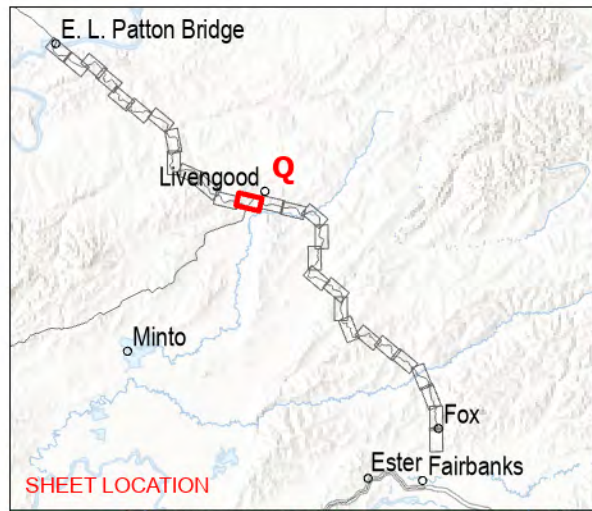 E. L. Patton Bridge
Livengood
Q
Minto
Fox
Ester
Fairbanks
SHEET LOCATION